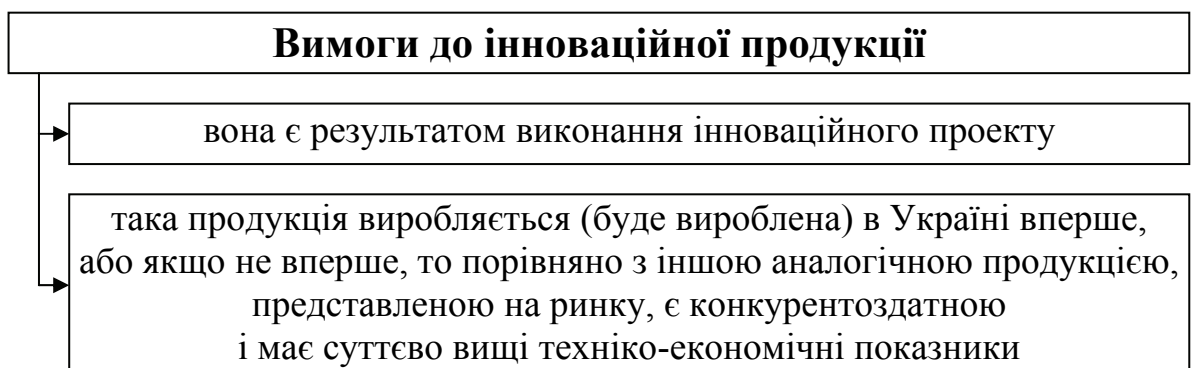 Вимоги до інноваційної продукції
вона є результатом виконання інноваційного проекту
така продукція виробляється (буде вироблена) в Україні вперше,
або якщо не вперше, то порівняно з іншою аналогічною продукцією,
представленою на ринку, є конкурентоздатною
і має суттєво вищі техніко-економічні показники